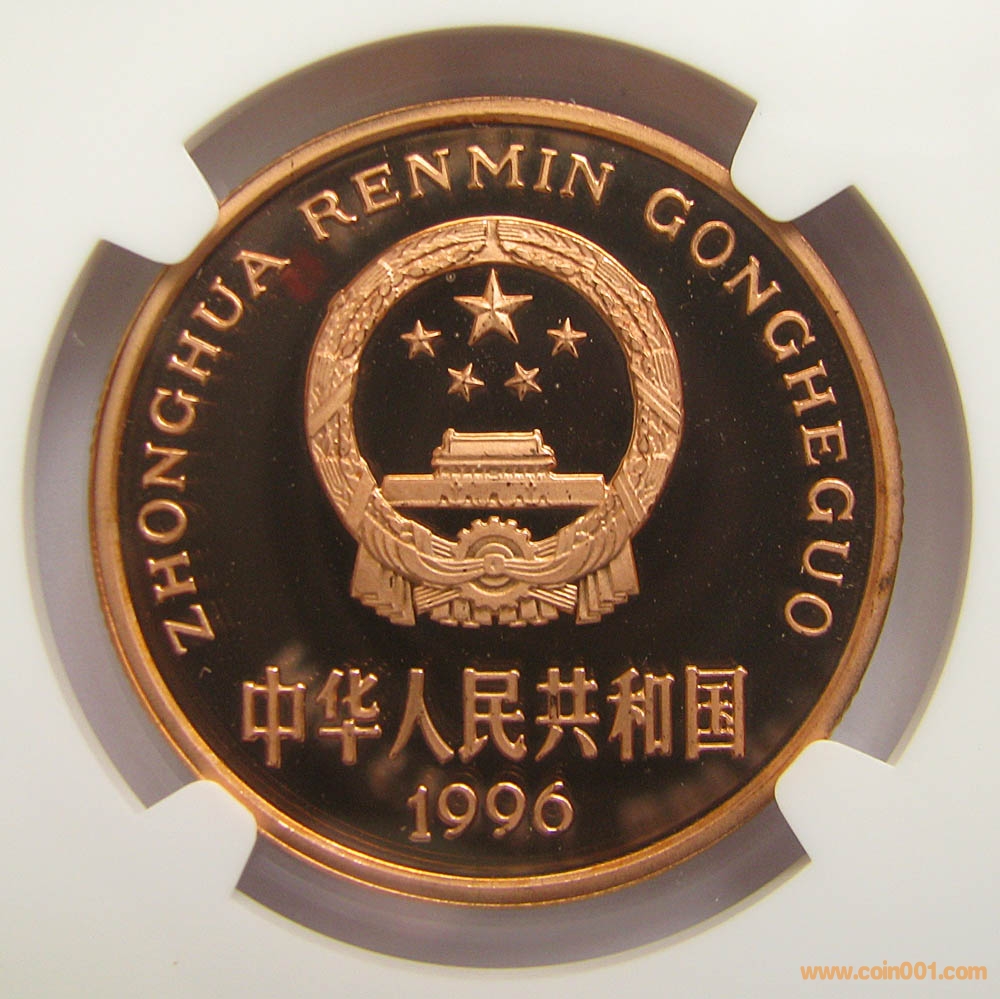 ZHONGHUA RENMIN GONGHEGUO
中华人民共和国
1996
www.coin001.com